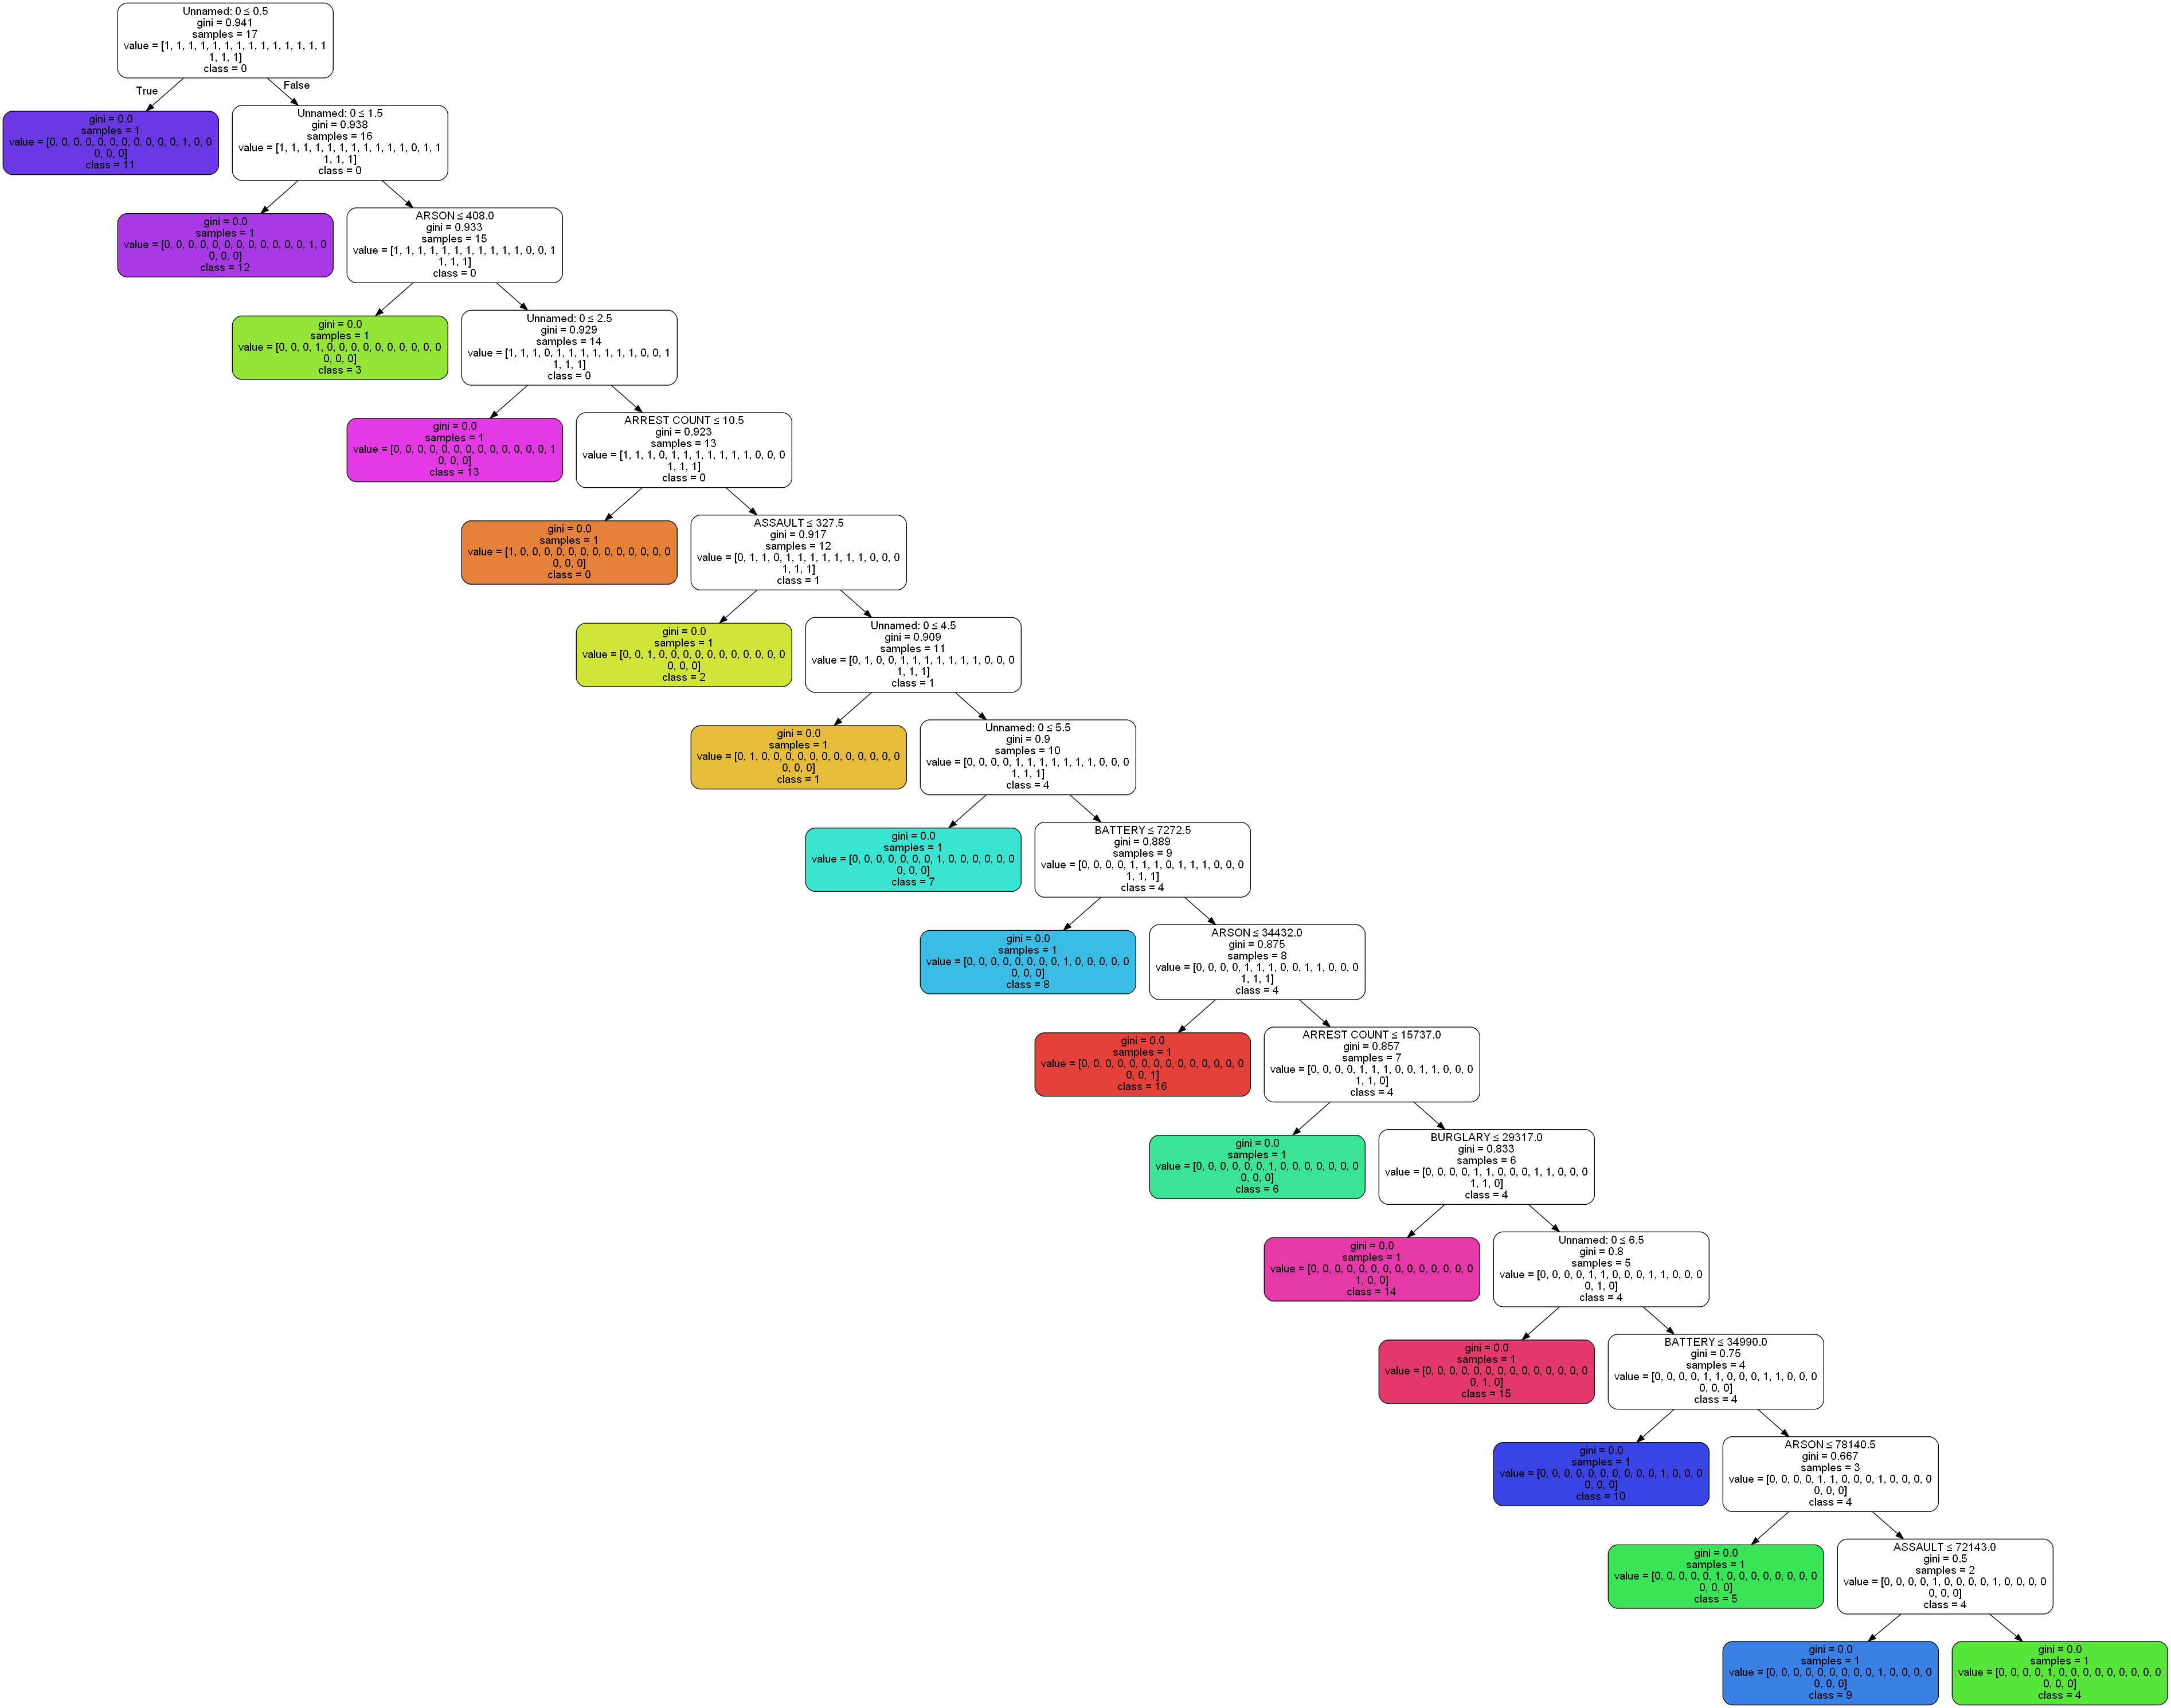 Unnamed: 0 ≤ 0.5
gini = 0.941
samples = 17
value = [1, 1, 1, 1, 1, 1, 1, 1, 1, 1, 1, 1, 1, 1
1, 1, 1]
class = 0
True
False
gini = 0.0
samples = 1
value = [0, 0, 0, 0, 0, 0, 0, 0, 0, 0, 0, 1, 0, 0
0, 0, 0]
class = 11
Unnamed: 0 ≤ 1.5
gini = 0.938
samples = 16
value = [1, 1, 1, 1, 1, 1, 1, 1, 1, 1, 1, 0, 1, 1
1, 1, 1]
class = 0
gini = 0.0
samples = 1
value = [0, 0, 0, 0, 0, 0, 0, 0, 0, 0, 0, 0, 1, 0
0, 0, 0]
class = 12
ARSON ≤ 408.0
gini = 0.933
samples = 15
value = [1, 1, 1, 1, 1, 1, 1, 1, 1, 1, 1, 0, 0, 1
1, 1, 1]
class = 0
gini = 0.0
samples = 1
value = [0, 0, 0, 1, 0, 0, 0, 0, 0, 0, 0, 0, 0, 0
0, 0, 0]
class = 3
Unnamed: 0 ≤ 2.5
gini = 0.929
samples = 14
value = [1, 1, 1, 0, 1, 1, 1, 1, 1, 1, 1, 0, 0, 1
1, 1, 1]
class = 0
gini = 0.0
samples = 1
value = [0, 0, 0, 0, 0, 0, 0, 0, 0, 0, 0, 0, 0, 1
0, 0, 0]
class = 13
ARREST COUNT ≤ 10.5
gini = 0.923
samples = 13
value = [1, 1, 1, 0, 1, 1, 1, 1, 1, 1, 1, 0, 0, 0
1, 1, 1]
class = 0
gini = 0.0
samples = 1
value = [1, 0, 0, 0, 0, 0, 0, 0, 0, 0, 0, 0, 0, 0
0, 0, 0]
class = 0
ASSAULT ≤ 327.5
gini = 0.917
samples = 12
value = [0, 1, 1, 0, 1, 1, 1, 1, 1, 1, 1, 0, 0, 0
1, 1, 1]
class = 1
gini = 0.0
samples = 1
value = [0, 0, 1, 0, 0, 0, 0, 0, 0, 0, 0, 0, 0, 0
0, 0, 0]
class = 2
Unnamed: 0 ≤ 4.5
gini = 0.909
samples = 11
value = [0, 1, 0, 0, 1, 1, 1, 1, 1, 1, 1, 0, 0, 0
1, 1, 1]
class = 1
gini = 0.0
samples = 1
value = [0, 1, 0, 0, 0, 0, 0, 0, 0, 0, 0, 0, 0, 0
0, 0, 0]
class = 1
Unnamed: 0 ≤ 5.5
gini = 0.9
samples = 10
value = [0, 0, 0, 0, 1, 1, 1, 1, 1, 1, 1, 0, 0, 0
1, 1, 1]
class = 4
gini = 0.0
samples = 1
value = [0, 0, 0, 0, 0, 0, 0, 1, 0, 0, 0, 0, 0, 0
0, 0, 0]
class = 7
BATTERY ≤ 7272.5
gini = 0.889
samples = 9
value = [0, 0, 0, 0, 1, 1, 1, 0, 1, 1, 1, 0, 0, 0
1, 1, 1]
class = 4
gini = 0.0
samples = 1
value = [0, 0, 0, 0, 0, 0, 0, 0, 1, 0, 0, 0, 0, 0
0, 0, 0]
class = 8
ARSON ≤ 34432.0
gini = 0.875
samples = 8
value = [0, 0, 0, 0, 1, 1, 1, 0, 0, 1, 1, 0, 0, 0
1, 1, 1]
class = 4
gini = 0.0
samples = 1
value = [0, 0, 0, 0, 0, 0, 0, 0, 0, 0, 0, 0, 0, 0
0, 0, 1]
class = 16
ARREST COUNT ≤ 15737.0
gini = 0.857
samples = 7
value = [0, 0, 0, 0, 1, 1, 1, 0, 0, 1, 1, 0, 0, 0
1, 1, 0]
class = 4
gini = 0.0
samples = 1
value = [0, 0, 0, 0, 0, 0, 1, 0, 0, 0, 0, 0, 0, 0
0, 0, 0]
class = 6
BURGLARY ≤ 29317.0
gini = 0.833
samples = 6
value = [0, 0, 0, 0, 1, 1, 0, 0, 0, 1, 1, 0, 0, 0
1, 1, 0]
class = 4
gini = 0.0
samples = 1
value = [0, 0, 0, 0, 0, 0, 0, 0, 0, 0, 0, 0, 0, 0
1, 0, 0]
class = 14
Unnamed: 0 ≤ 6.5
gini = 0.8
samples = 5
value = [0, 0, 0, 0, 1, 1, 0, 0, 0, 1, 1, 0, 0, 0
0, 1, 0]
class = 4
gini = 0.0
samples = 1
value = [0, 0, 0, 0, 0, 0, 0, 0, 0, 0, 0, 0, 0, 0
0, 1, 0]
class = 15
BATTERY ≤ 34990.0
gini = 0.75
samples = 4
value = [0, 0, 0, 0, 1, 1, 0, 0, 0, 1, 1, 0, 0, 0
0, 0, 0]
class = 4
gini = 0.0
samples = 1
value = [0, 0, 0, 0, 0, 0, 0, 0, 0, 0, 1, 0, 0, 0
0, 0, 0]
class = 10
ARSON ≤ 78140.5
gini = 0.667
samples = 3
value = [0, 0, 0, 0, 1, 1, 0, 0, 0, 1, 0, 0, 0, 0
0, 0, 0]
class = 4
gini = 0.0
samples = 1
value = [0, 0, 0, 0, 0, 1, 0, 0, 0, 0, 0, 0, 0, 0
0, 0, 0]
class = 5
ASSAULT ≤ 72143.0
gini = 0.5
samples = 2
value = [0, 0, 0, 0, 1, 0, 0, 0, 0, 1, 0, 0, 0, 0
0, 0, 0]
class = 4
gini = 0.0
samples = 1
value = [0, 0, 0, 0, 0, 0, 0, 0, 0, 1, 0, 0, 0, 0
0, 0, 0]
class = 9
gini = 0.0
samples = 1
value = [0, 0, 0, 0, 1, 0, 0, 0, 0, 0, 0, 0, 0, 0
0, 0, 0]
class = 4